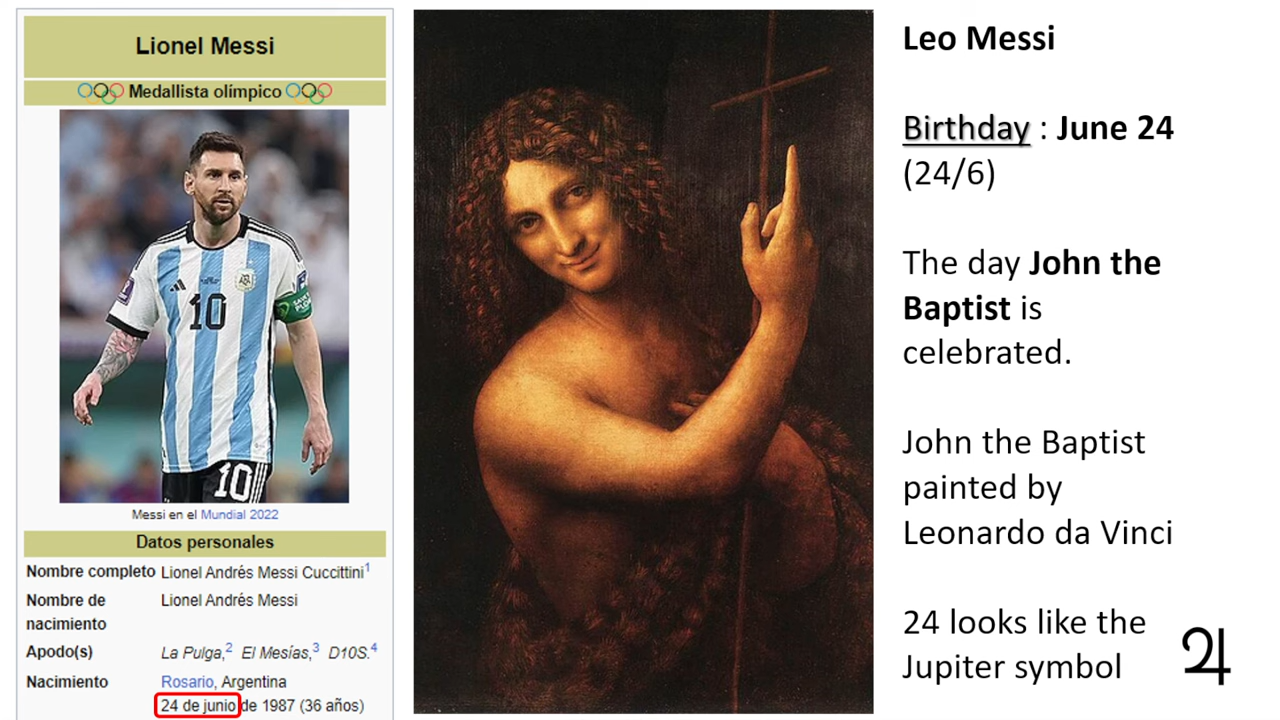 Lionel Messi
Medallista olímpico
10
10
Messi en el Mundial 2022
Datos personales
Nombre completo Lionel Andrés Messi Cuccittini1
Nombre de nacimiento Lionel Andrés Messi
Apodo(s) La Pulga,2 El Mesías,3 D10S.4
Nacimiento Rosario, Argentina
24 de junio de 1987 (36 años)
Leo Messi
Birthday : June 24
(24/6)
The day John the
Baptist is
celebrated.
John the Baptist
painted by
Leonardo da Vinci
24 looks like the
Jupiter symbol